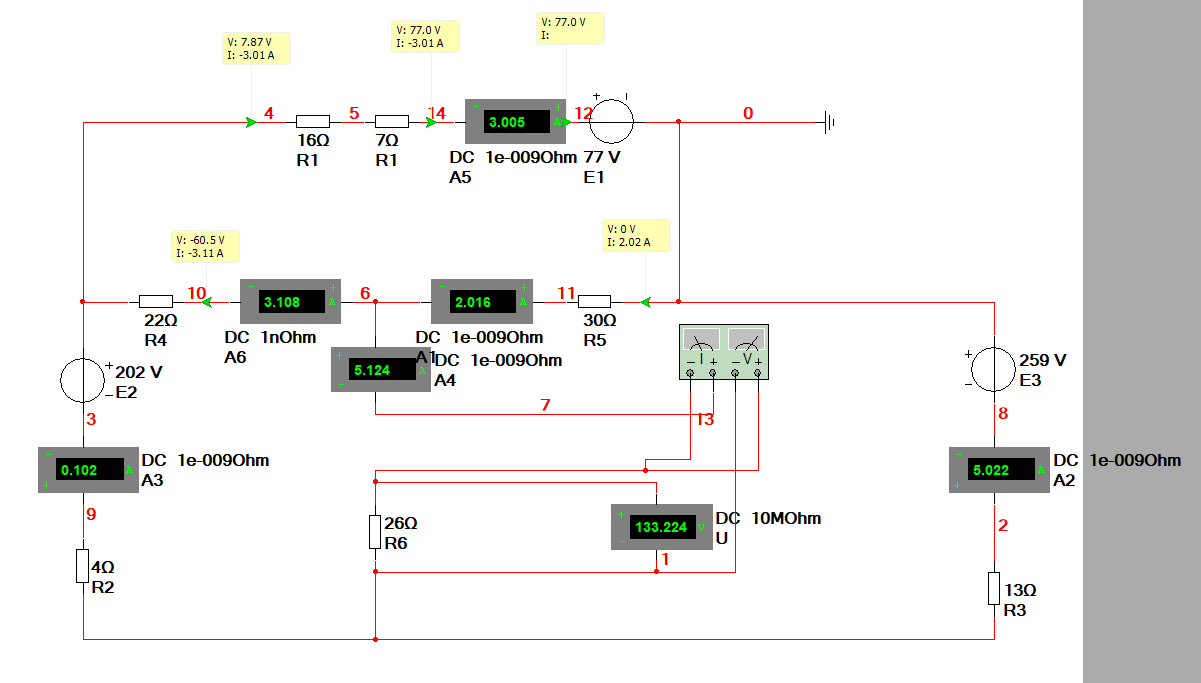 V: 77.0 V
I:
V: 77.0 V
I: -3.01 A
V: 7.87 V
I: -3.01 A
4
5
14
3.005
A
12
+
0
16Ω
R1
7Ω
R1
DC 1e-009Ohm
A5
77 V
E1
V: 0 V
I: 2.02 A
V: -60.5 V
I: -3.11 A
10
3.108
A
6
2.016
A
11
22Ω
R4
DC 1nOhm
A6
DC 1e-009Ohm
A1
30Ω
R5
5.124
A
DC 1e-009Ohm
A4
I
V
- + - +
+
202 V
-
E2
+
259 V
-
E3
7
13
3
8
0.102
A
DC 1e-009Ohm
A3
5.022
A
DC 1e-009Ohm
A2
9
26Ω
R6
133.224
V
DC 10MOhm
U
2
1
4Ω
R2
13Ω
R3